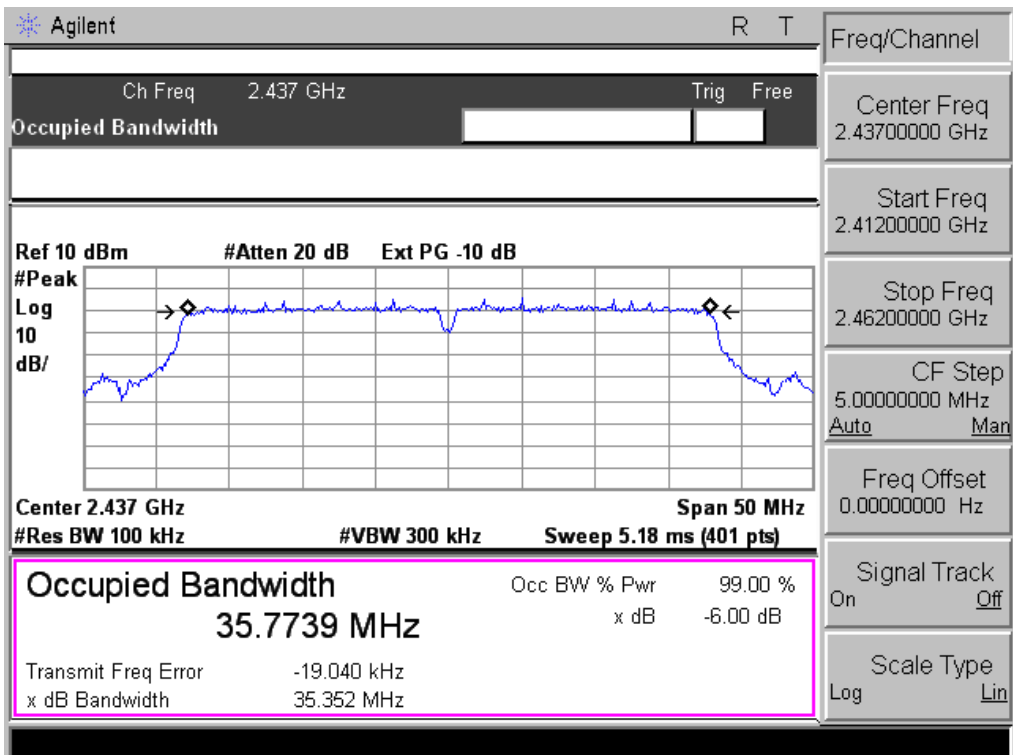 Agilent R T
Freq/Channel
Ch Freq 2.437 GHz Trig Free
Occupied Bandwidth
Center Freq
2.43700000 GHz
Start Freq
2.41200000 GHz
Stop Freq
2.46200000 GHz
CF Step
5.00000000 MHz
Auto Man
Freq Offset
0.00000000 Hz
Signal Track
On Off
Scale Type
Log Lin
Ref 10 dBm #Atten 20 dB Ext PG -10 dB
#Peak
Log
10
dB/
Center 2.437 GHz Span 50 MHz
#Res BW 100 kHz #VBW 300 kHz Sweep 5.18 ms (401 pts)
Occupied Bandwidth Occ BW % Pwr 99.00 %
35.7739 MHz x dB -6.00 dB
Transmit Freq Error -19.040 kHz
x dB Bandwidth 35.352 MHz